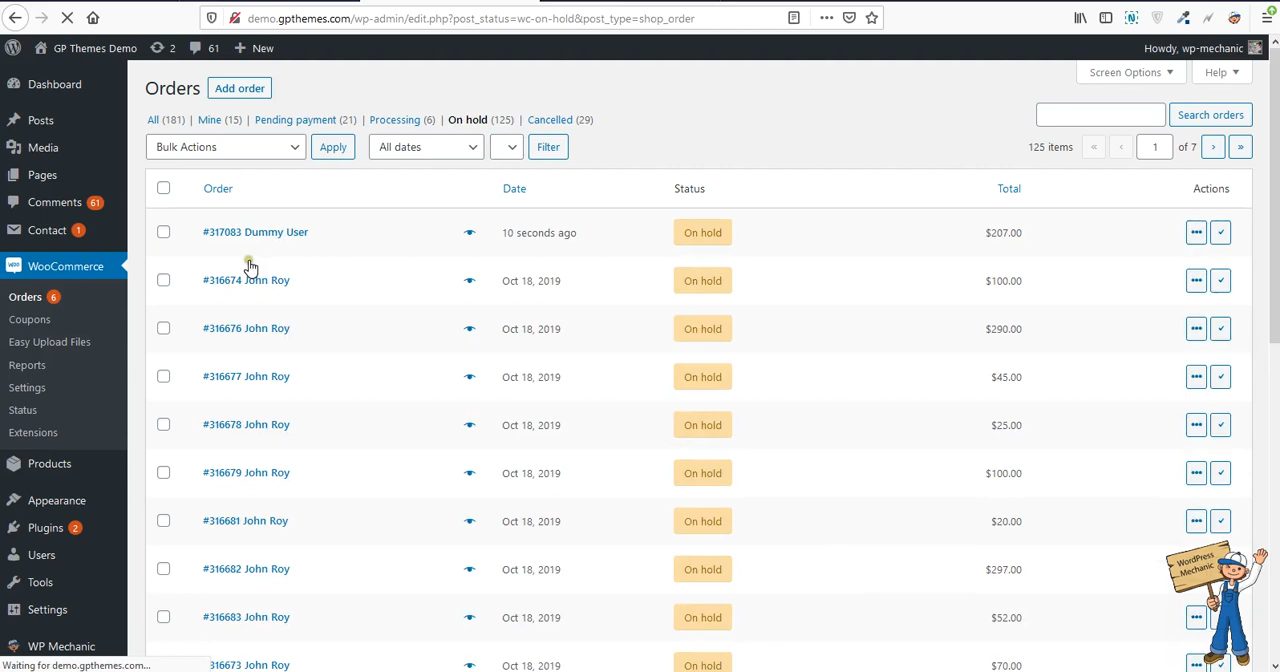 demo.gpthemes.com/wp-admin/edit.php?post_status=wc-on-hold&post_type=shop_order
GP Themes Demo 2 61 + New Howdy, wp-mechanic
Screen Options ▼ Help ▼
Dashboard
Posts
Media
Pages
Comments 61
Contact 1
WooCommerce
Orders 6
Coupons
Easy Upload Files
Reports
Settings
Status
Extensions
Products
Appearance
Plugins 2
Users
Tools
Settings
WP Mechanic
Waiting for demo.gpthemes.com...
Orders Add order
All (181) | Mine (15) | Pending payment (21) | Processing (6) | On hold (125) | Cancelled (29)
Search orders
Bulk Actions Apply All dates Filter 125 items « ‹ 1 of 7 › »
Order Date Status Total Actions
#317083 Dummy User 10 seconds ago On hold $207.00
#316674 John Roy Oct 18, 2019 On hold $100.00
#316676 John Roy Oct 18, 2019 On hold $290.00
#316677 John Roy Oct 18, 2019 On hold $45.00
#316678 John Roy Oct 18, 2019 On hold $25.00
#316679 John Roy Oct 18, 2019 On hold $100.00
#316681 John Roy Oct 18, 2019 On hold $20.00
#316682 John Roy Oct 18, 2019 On hold $297.00
#316683 John Roy Oct 18, 2019 On hold $52.00
#316673 John Roy Oct 18, 2019 On hold $70.00
WordPress
Mechanic